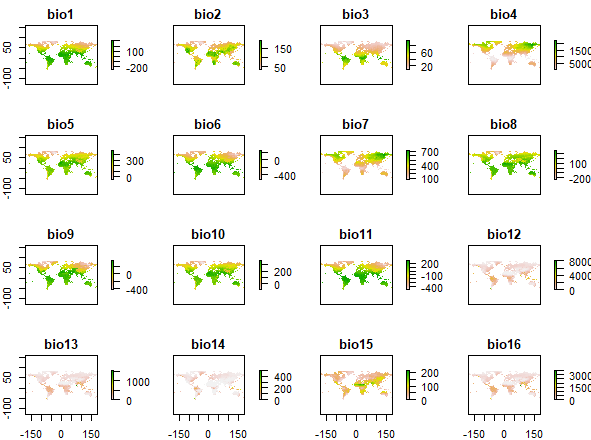 bio1 bio2 bio3 bio4
50 -100 100 -200 150 50 60 20 15000 5000
bio5 bio6 bio7 bio8
50 -100 300 0 0 -400 700 400 100 100 -200
bio9 bio10 bio11 bio12
50 -100 0 -400 200 0 200 -100 -400 8000 4000 0
bio13 bio14 bio15 bio16
50 -100 1000 0 400 200 0 200 100 0 3000 1500 0
-150 0 150 -150 0 150 -150 0 150 -150 0 150